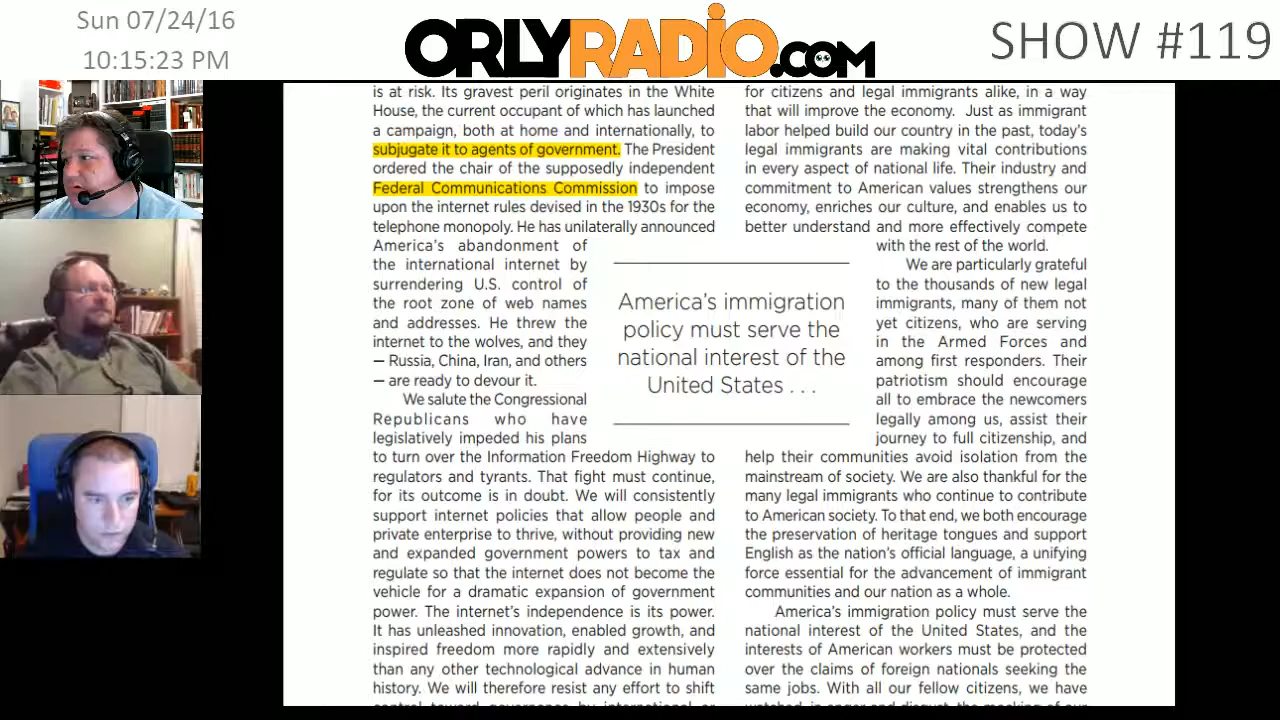 Sun 07/24/16
10:15:23 PM
ORLYRADIO.COM
SHOW #119
is at risk. Its gravest peril originates in the White
House, the current occupant of which has launched
a campaign, both at home and internationally, to
subjugate it to agents of government. The President
ordered the chair of the supposedly independent
Federal Communications Commission to impose
upon the internet rules devised in the 1930s for the
telephone monopoly. He has unilaterally announced
America's abandonment of
the international internet by
surrendering U.S. control of
the root zone of web names
and addresses. He threw the
internet to the wolves, and they
— Russia, China, Iran, and others
— are ready to devour it.
We salute the Congressional
Republicans who have
legislatively impeded his plans
to turn over the Information Freedom Highway to
regulators and tyrants. That fight must continue,
for its outcome is in doubt. We will consistently
support internet policies that allow people and
private enterprise to thrive, without providing new
and expanded government powers to tax and
regulate so that the internet does not become the
vehicle for a dramatic expansion of government
power. The internet's independence is its power.
It has unleashed innovation, enabled growth, and
inspired freedom more rapidly and extensively
than any other technological advance in human
history. We will therefore resist any effort to shift
America's immigration
policy must serve the
national interest of the
United States . . .
for citizens and legal immigrants alike, in a way
that will improve the economy. Just as immigrant
labor helped build our country in the past, today's
legal immigrants are making vital contributions
in every aspect of national life. Their industry and
commitment to American values strengthens our
economy, enriches our culture, and enables us to
better understand and more effectively compete
with the rest of the world.
We are particularly grateful
to the thousands of new legal
immigrants, many of them not
yet citizens, who are serving
in the Armed Forces and
among first responders. Their
patriotism should encourage
all to embrace the newcomers
legally among us, assist their
journey to full citizenship, and
help their communities avoid isolation from the
mainstream of society. We are also thankful for the
many legal immigrants who continue to contribute
to American society. To that end, we both encourage
the preservation of heritage tongues and support
English as the nation's official language, a unifying
force essential for the advancement of immigrant
communities and our nation as a whole.
America's immigration policy must serve the
national interest of the United States, and the
interests of American workers must be protected
over the claims of foreign nationals seeking the
same jobs. With all our fellow citizens, we have